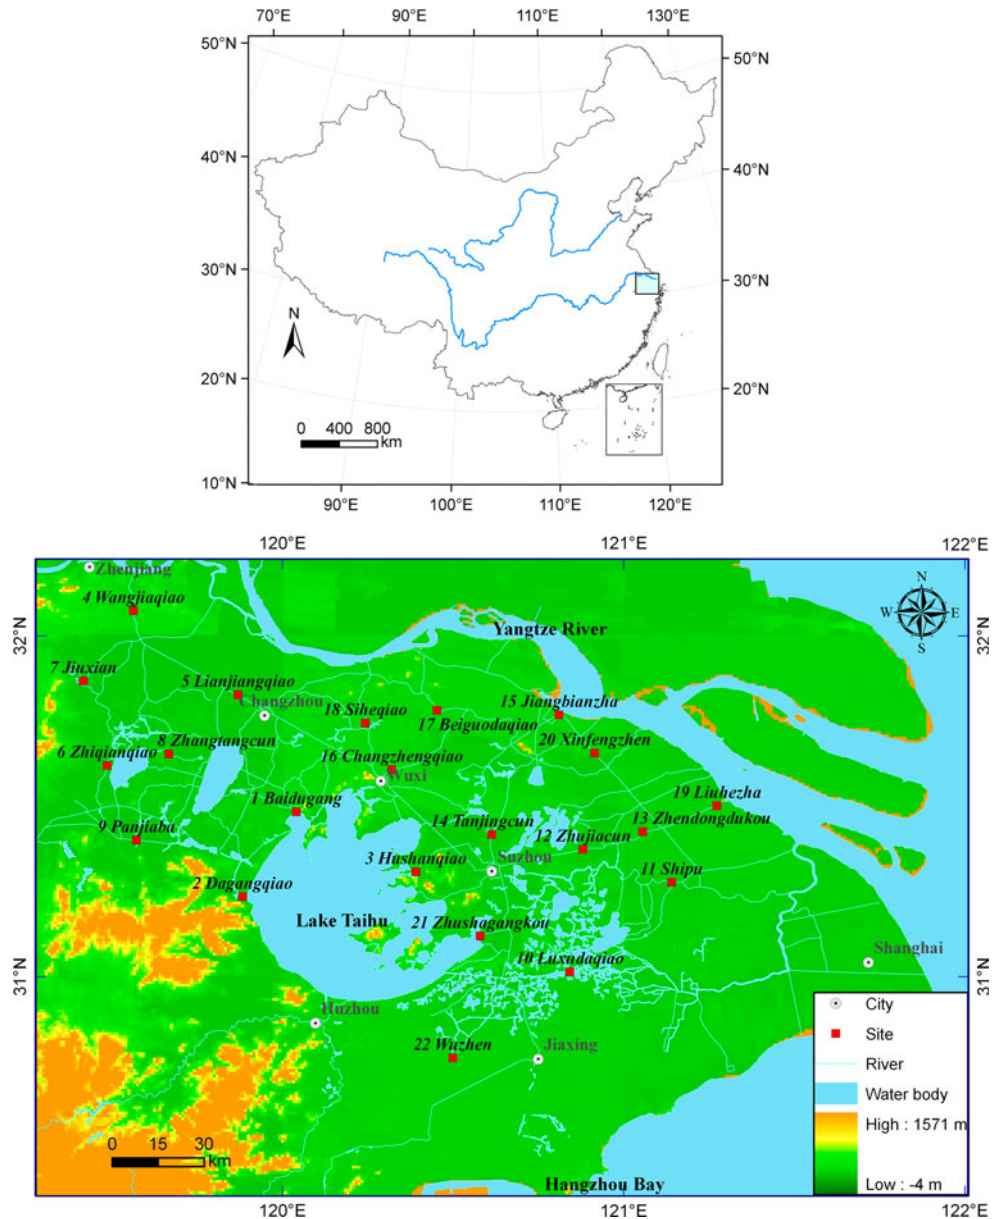 70°E 90°E 110°E 130°E
50°N 50°N
40°N 40°N
30°N 30°N
N
20°N 20°N
0 400 800
km
10°N
90°E 100°E 110°E 120°E
120°E 121°E 122°E
Zhenjiang
4 Wangjiaqiao
N
W E
S
32°N 32°N
Yangtze River
7 Jiuxian
5 Lianjiangqiao
Changzhou
18 Siheqiao
15 Jiangbianzha
17 Beiguodaqiao
8 Zhangtangcun
20 Xinfengzhen
6 Zhiqianqiao
16 Changzhengqiao
Wuxi
1 Baidugang
19 Liuhezha
9 Panjiaba
14 Tanjingcun
13 Zhendongdukou
12 Zhujiacun
3 Hushanqiao
Suzhou
11 Shipu
2 Dagangqiao
Lake Taihu
21 Zhushagangkou
Shanghai
10 Luxudaqiao
31°N 31°N
Huzhou
City
Site
22 Wuzhen
Jiaxing
River
Water body
High : 1571 m
0 15 30
km
Low : -4 m
Hangzhou Bay
120°E 121°E 122°E